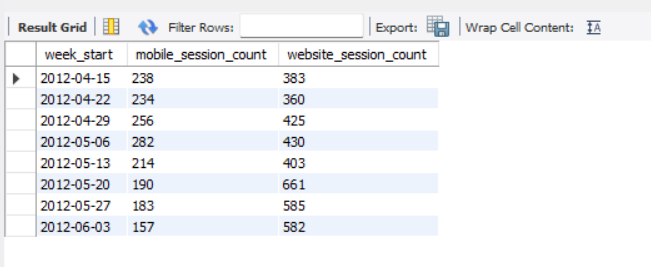 Result Grid Filter Rows: Export: Wrap Cell Content: IA
week_start mobile_session_count website_session_count
2012-04-15 238 383
2012-04-22 234 360
2012-04-29 256 425
2012-05-06 282 430
2012-05-13 214 403
2012-05-20 190 661
2012-05-27 183 585
2012-06-03 157 582